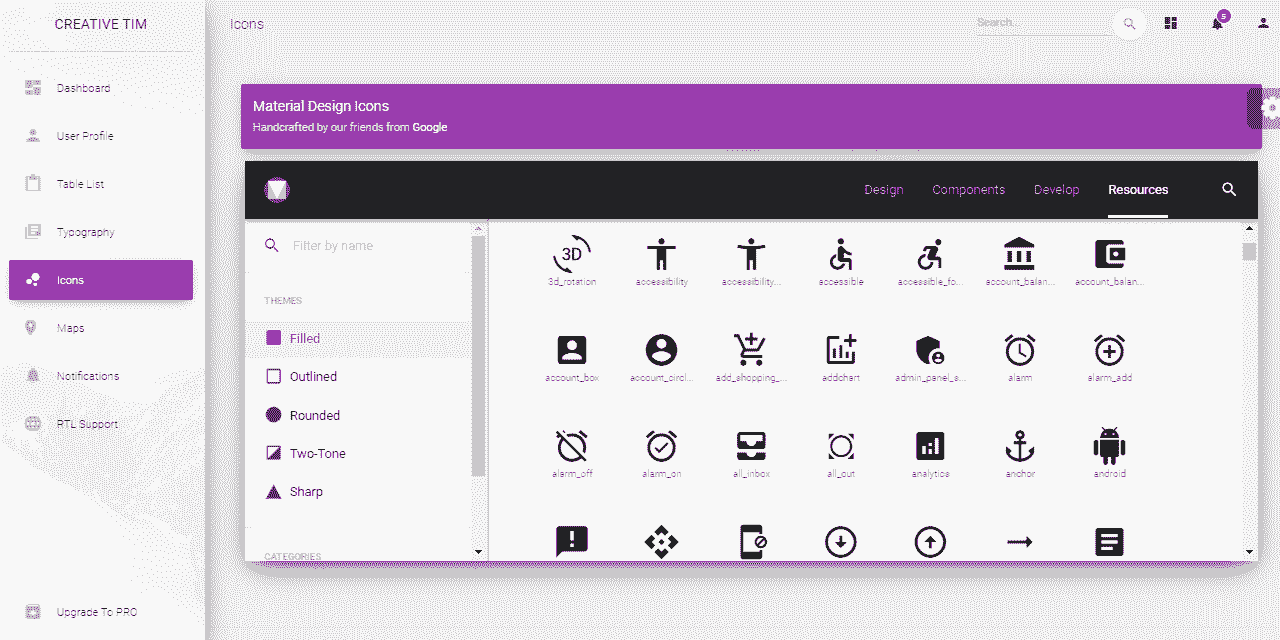 CREATIVE TIM
Dashboard
User Profile
Table List
Typography
Icons
Maps
Notifications
RTL Support
Upgrade To PRO
Icons
Search...
5
Material Design Icons
Handcrafted by our friends from Google
Design Components Develop Resources
Filter by name
THEMES
Filled
Outlined
Rounded
Two-Tone
Sharp
CATEGORIES
3D
3d_rotation accessibility accessibility... accessible accessible_fo... account_balan... account_balan...
account_box account_circl... add_shopping_... addchart admin_panel_s... alarm alarm_add
alarm_off alarm_on all_inbox all_out analytics anchor android